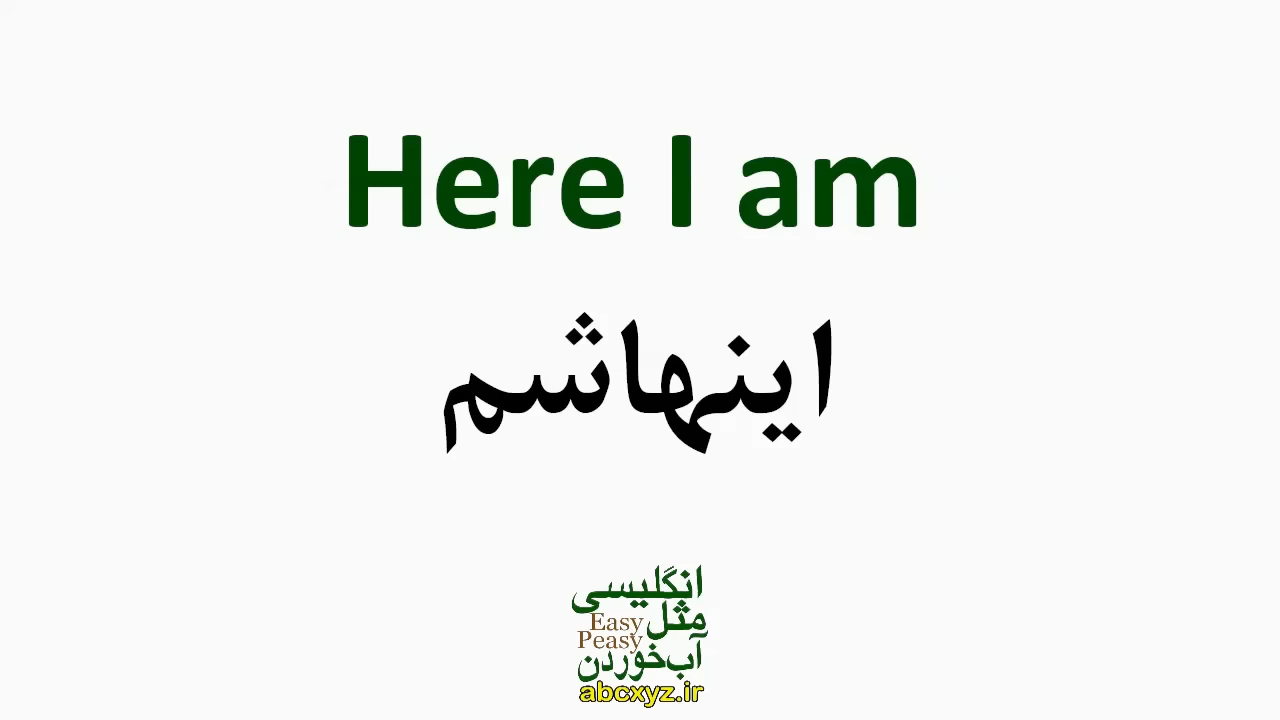 Here I am
اینهاشم
انگلیسی
مثل Easy
Peasy
آب‌خوردن
abcxyz.ir